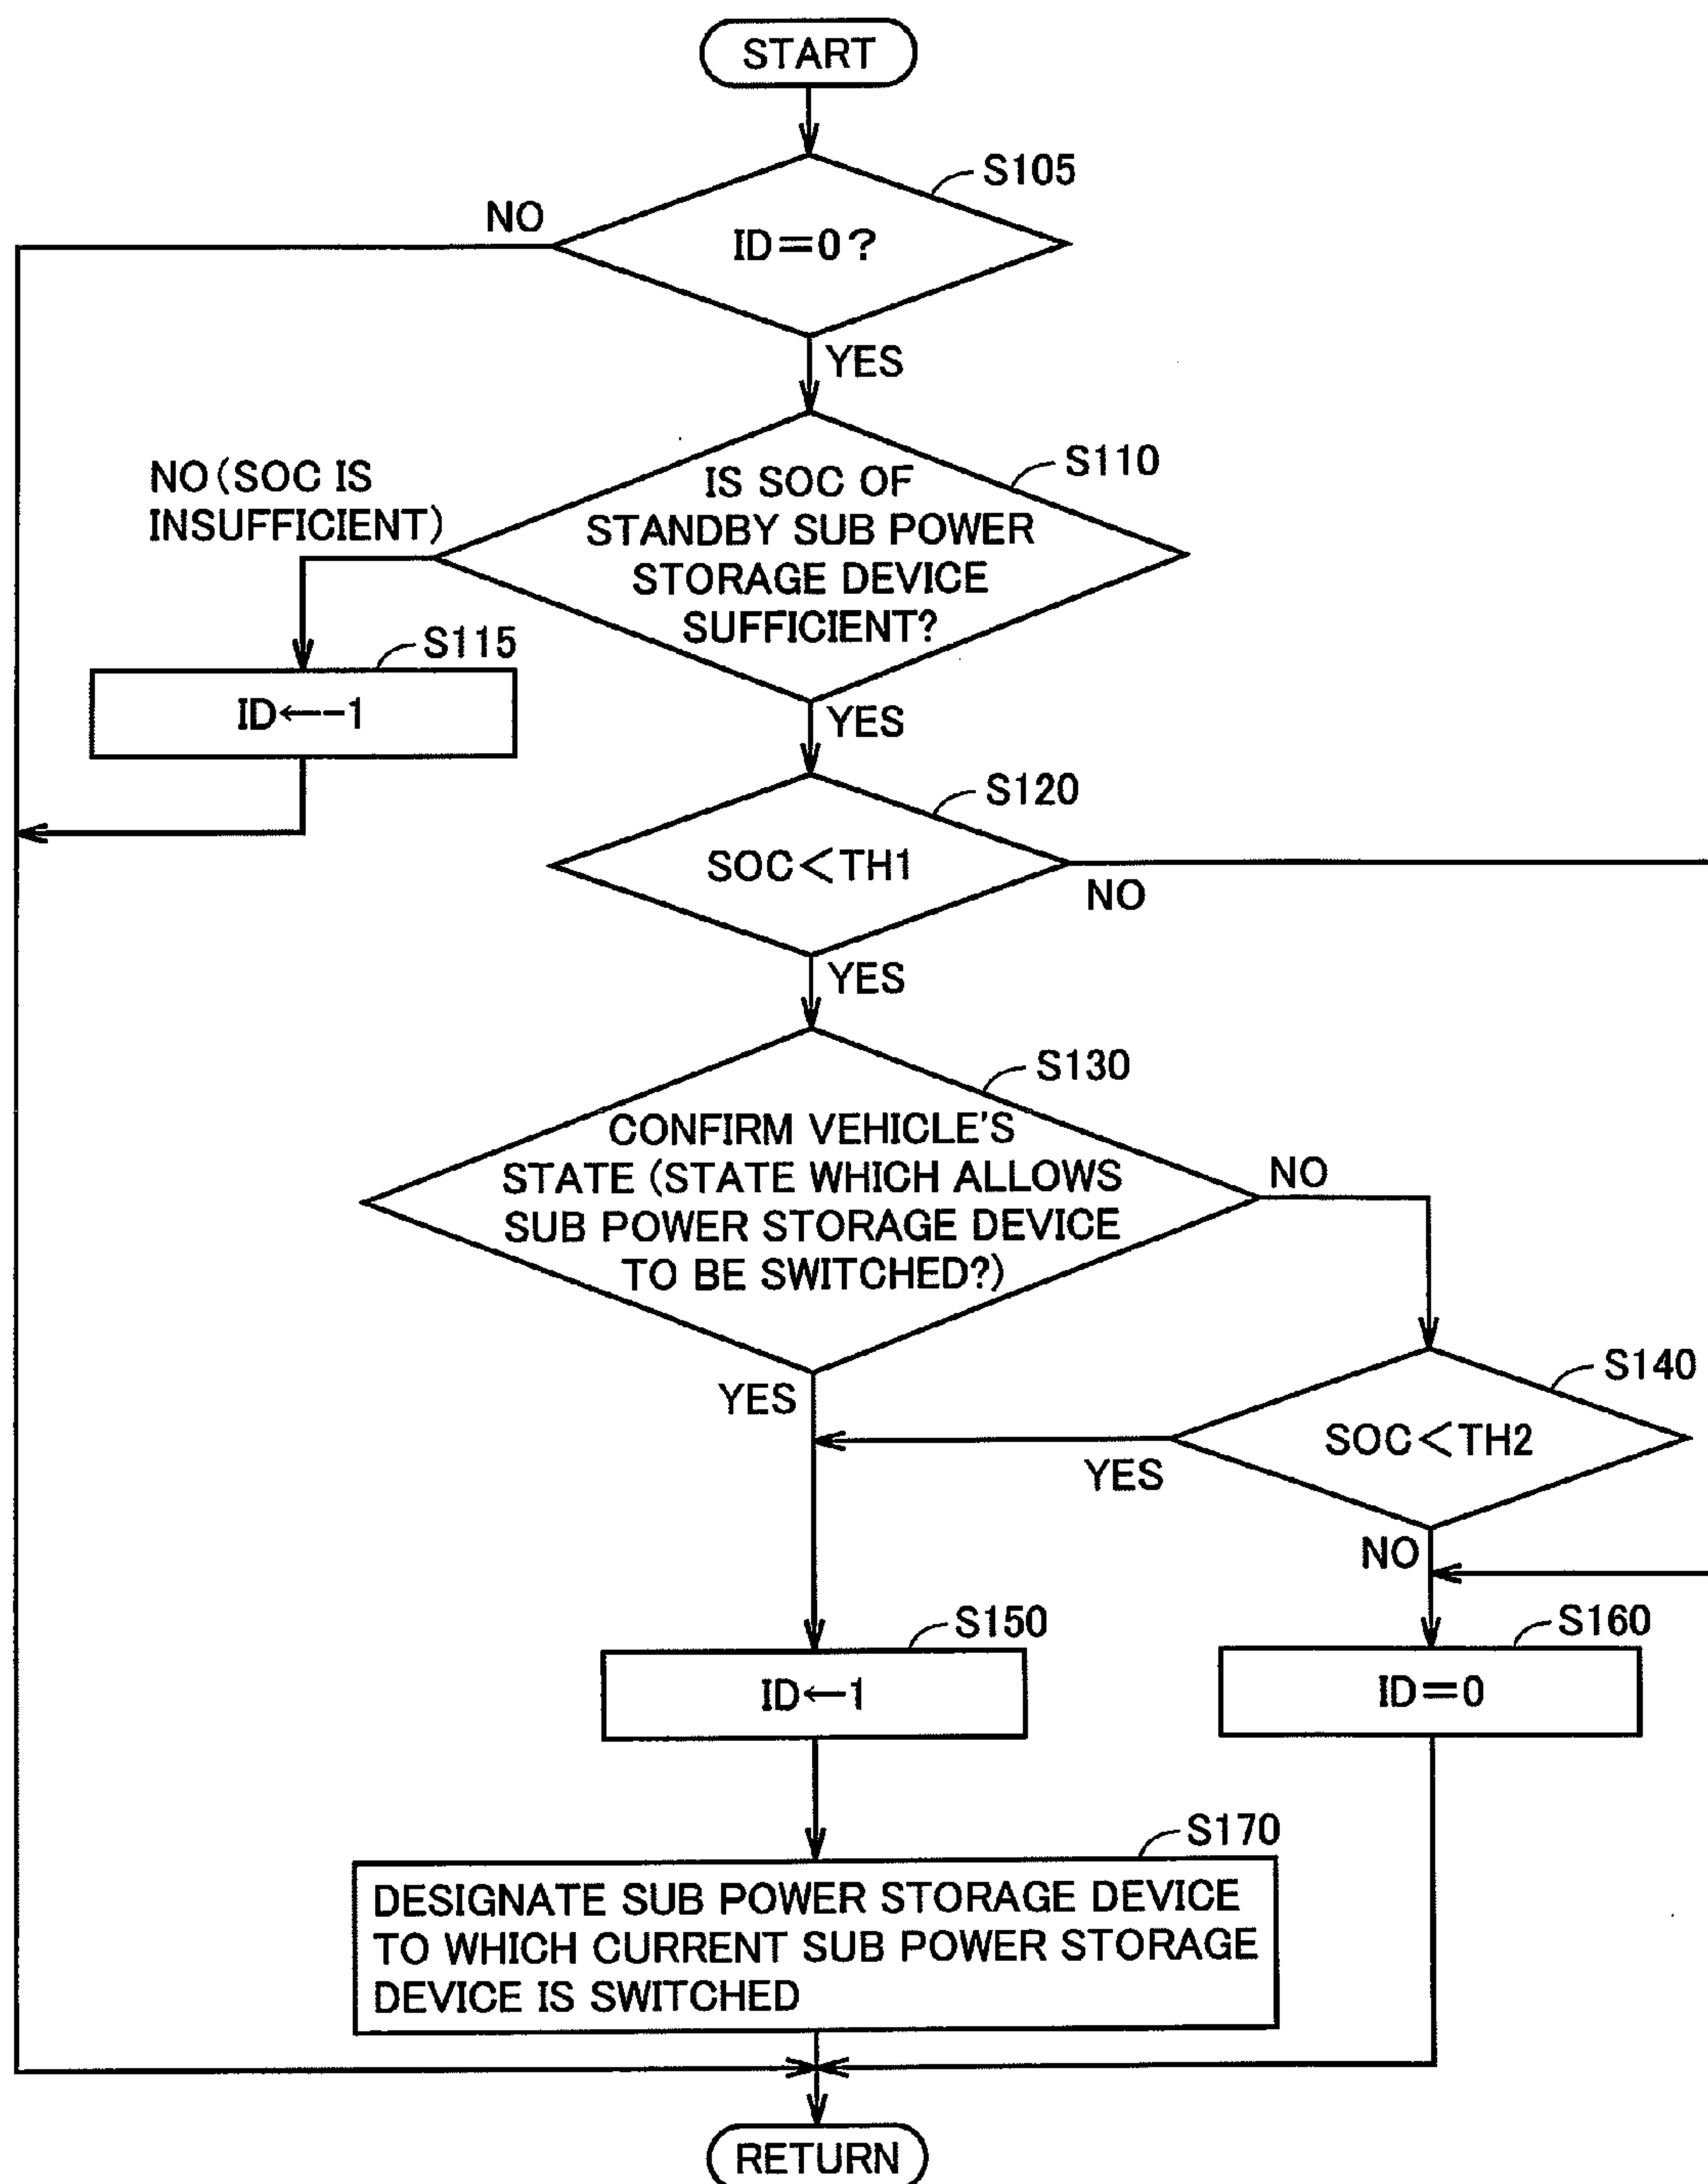 START
S105
NO
ID=0?
YES
S110
NO(SOC IS
INSUFFICIENT)
IS SOC OF
STANDBY SUB POWER
STORAGE DEVICE
SUFFICIENT?
S115
ID←-1
YES
S120
SOC<TH1
NO
YES
S130
CONFIRM VEHICLE'S
STATE (STATE WHICH ALLOWS
SUB POWER STORAGE DEVICE
TO BE SWITCHED?)
NO
YES
S140
SOC<TH2
YES
NO
S150
ID←1
S160
ID=0
S170
DESIGNATE SUB POWER STORAGE DEVICE
TO WHICH CURRENT SUB POWER STORAGE
DEVICE IS SWITCHED
RETURN